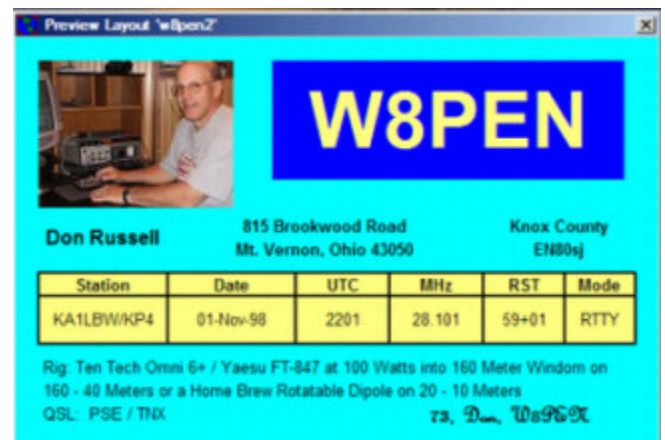 Preview Layout 'w8pen2'
W8PEN
Don Russell
815 Brookwood Road
Mt. Vernon, Ohio 43050
Knox County
EN80sj
Station Date UTC MHz RST Mode
KA1LBW/KP4 01-Nov-98 2201 28.101 59+01 RTTY
Rig: Ten Tech Omni 6+ / Yaesu FT-847 at 100 Watts into 160 Meter Windom on
160 - 40 Meters or a Home Brew Rotatable Dipole on 20 - 10 Meters
QSL: PSE / TNX
73, Don, W8PEN